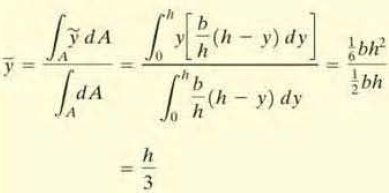 ȳ = ∫_A ỹ dA / ∫_A dA = ∫_0^h y[b/h (h − y) dy] / ∫_0^h b/h (h − y) dy = 1/6 bh² / 1/2 bh
= h/3